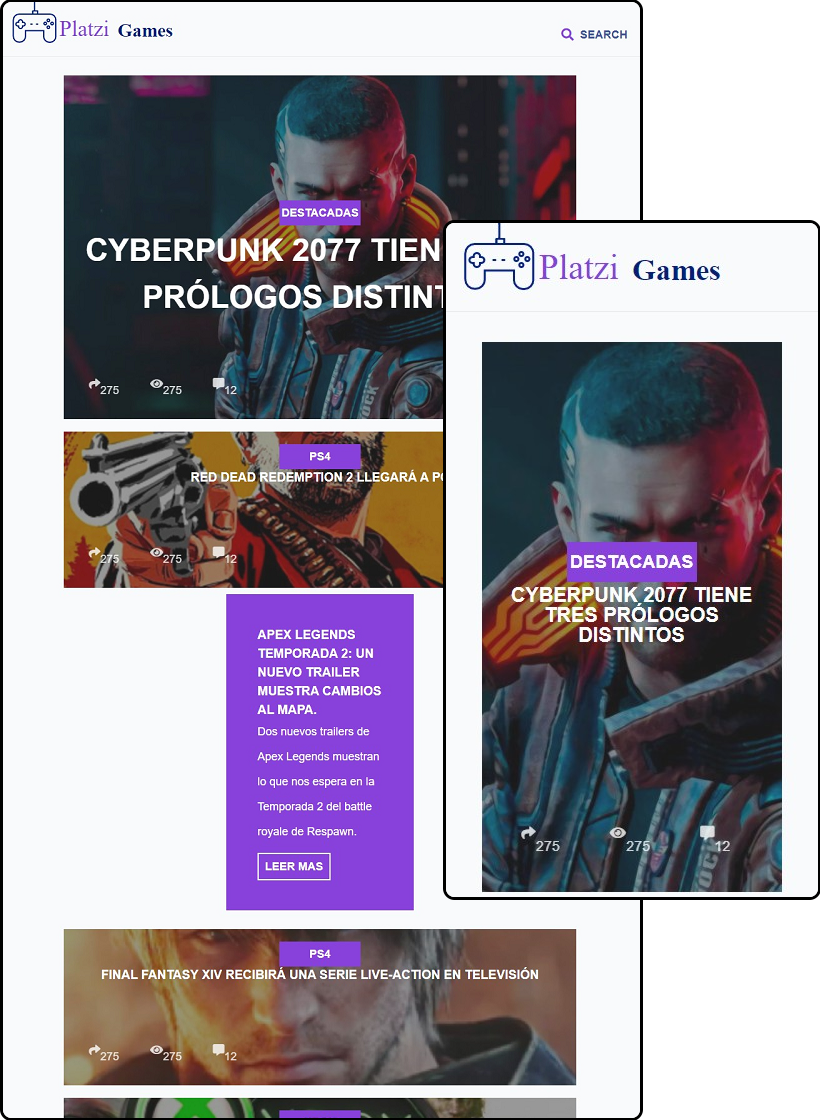 Platzi Games
SEARCH
DESTACADAS
CYBERPUNK 2077 TIEN
PRÓLOGOS DISTINT
275 275 12
PS4
RED DEAD REDEMPTION 2 LLEGARÁ A
275 275 12
APEX LEGENDS
TEMPORADA 2: UN
NUEVO TRAILER
MUESTRA CAMBIOS
AL MAPA.
Dos nuevos trailers de
Apex Legends muestran
lo que nos espera en la
Temporada 2 del battle
royale de Respawn.
LEER MAS
PS4
FINAL FANTASY XIV RECIBIRÁ UNA SERIE LIVE-ACTION EN TELEVISIÓN
275 275 12
Platzi Games
DESTACADAS
CYBERPUNK 2077 TIENE
TRES PRÓLOGOS
DISTINTOS
275 275 12